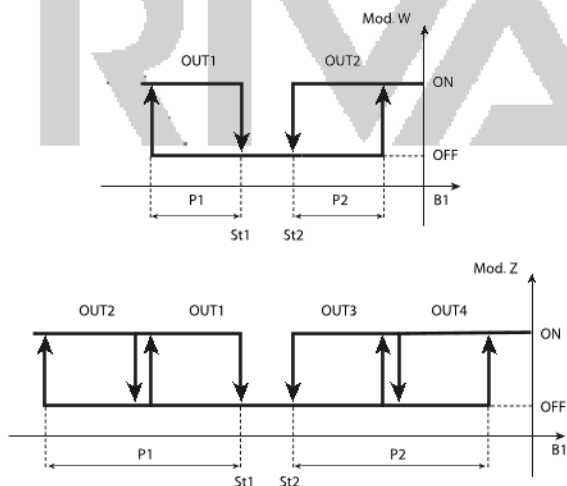 RIVA
Mod. W
OUT1 OUT2
ON
OFF
P1 P2 B1
St1 St2
Mod. Z
OUT2 OUT1 OUT3 OUT4
ON
OFF
P1 P2 B1
St1 St2